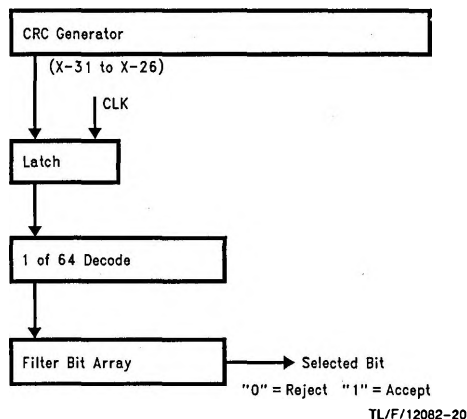 CRC Generator
(X-31 to X-26)
CLK
Latch
1 of 64 Decode
Filter Bit Array
Selected Bit
"0" = Reject "1" = Accept
TL/F/12082-20